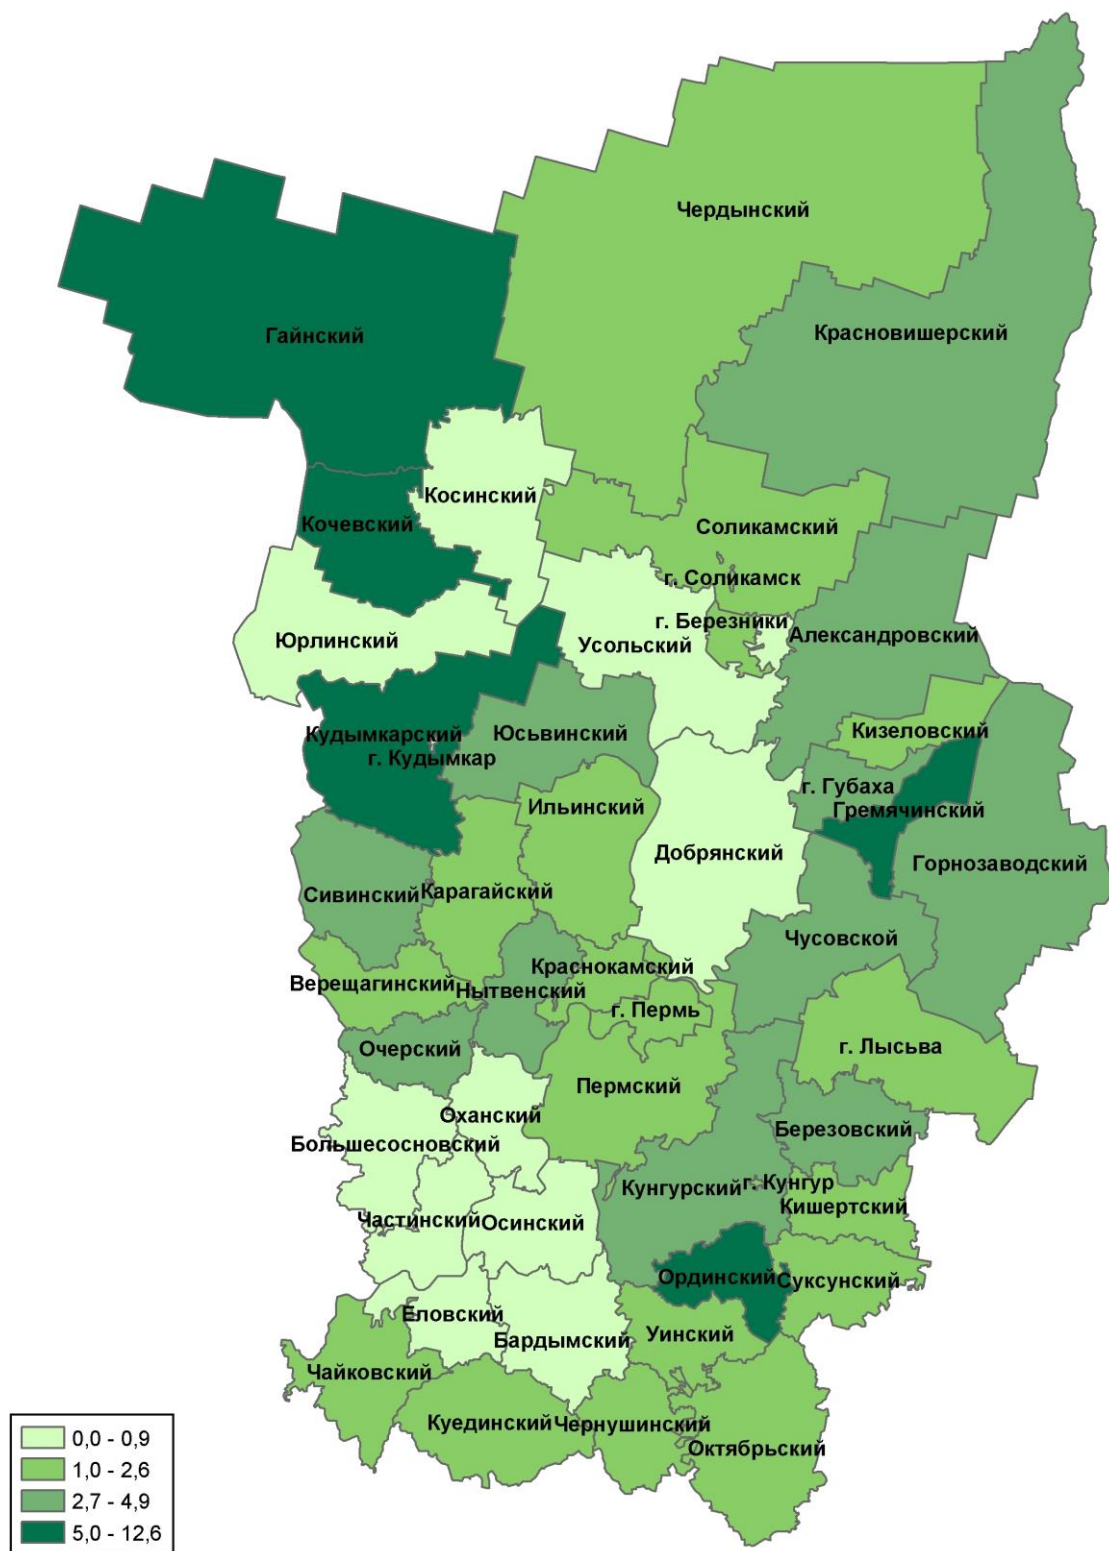 Чердынский
Красновишерский
Гайнский
Косинский
Кочевский
Соликамский
г. Соликамск
г. Березники
Александровский
Юрлинский
Усольский
Кизеловский
Кудымкарский
г. Кудымкар
Юсьвинский
г. Губаха
Гремячинский
Ильинский
Добрянский
Горнозаводский
Сивинский
Карагайский
Чусовской
Верещагинский
Нытвенский
Краснокамский
г. Пермь
Очерский
г. Лысьва
Пермский
Оханский
Большесосновский
Березовский
Кунгурский
г. Кунгур
Кишертский
Частинский
Осинский
Ординский
Суксунский
Еловский
Бардымский
Уинский
Чайковский
Куединский
Чернушинский
Октябрьский
0,0 - 0,9
1,0 - 2,6
2,7 - 4,9
5,0 - 12,6